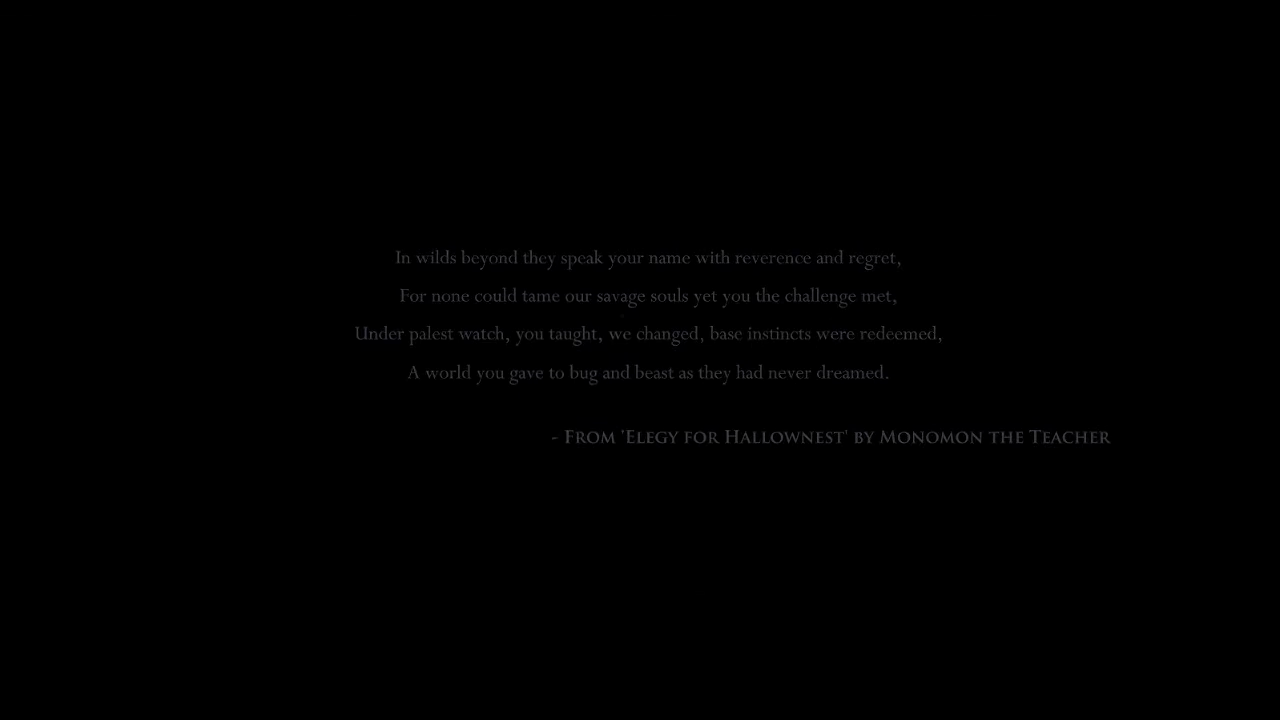 In wilds beyond they speak your name with reverence and regret,
For none could tame our savage souls yet you the challenge met,
Under palest watch, you taught, we changed, base instincts were redeemed,
A world you gave to bug and beast as they had never dreamed.
- From 'Elegy for Hallownest' by Monomon the Teacher